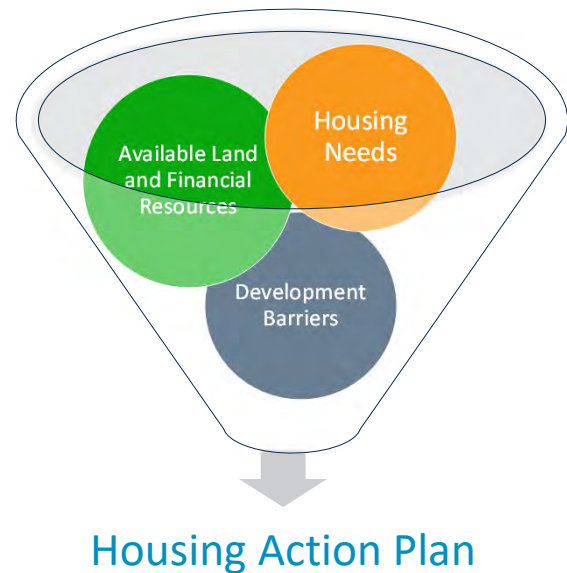 Housing
Needs
Available Land
and Financial
Resources
Development
Barriers
Housing Action Plan